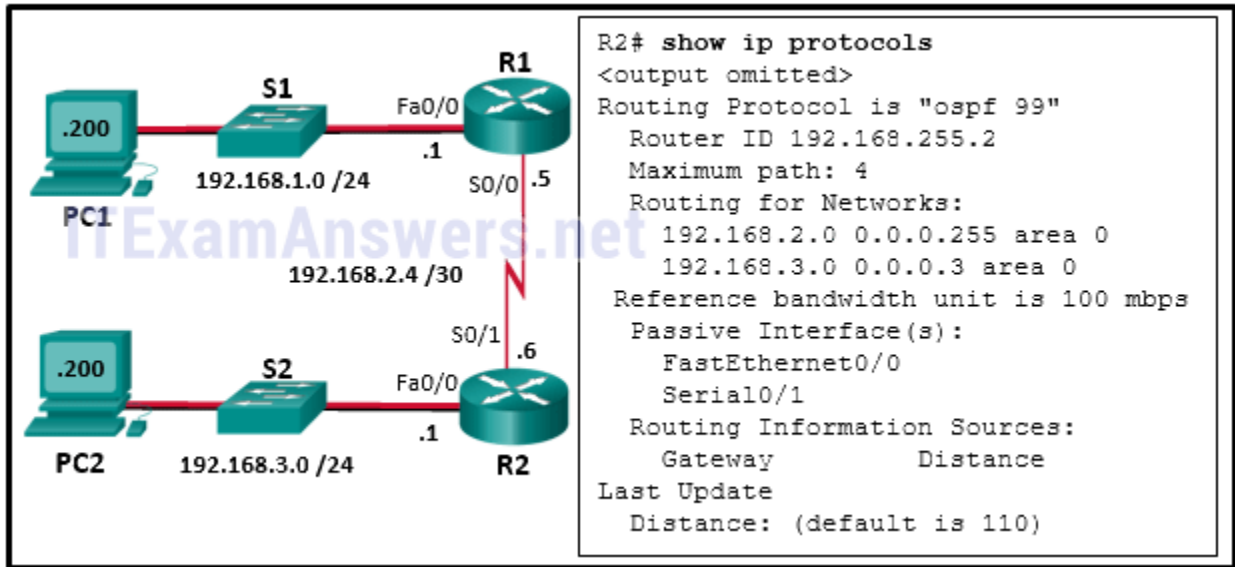 R1
S1
Fa0/0
.200
.1
192.168.1.0 /24
S0/0
.5
PC1
ITExamAnswers.net
192.168.2.4 /30
S0/1
.6
.200
S2
Fa0/0
.1
PC2
192.168.3.0 /24
R2
R2# show ip protocols
<output omitted>
Routing Protocol is "ospf 99"
Router ID 192.168.255.2
Maximum path: 4
Routing for Networks:
192.168.2.0 0.0.0.255 area 0
192.168.3.0 0.0.0.3 area 0
Reference bandwidth unit is 100 mbps
Passive Interface(s):
FastEthernet0/0
Serial0/1
Routing Information Sources:
Gateway Distance
Last Update
Distance: (default is 110)